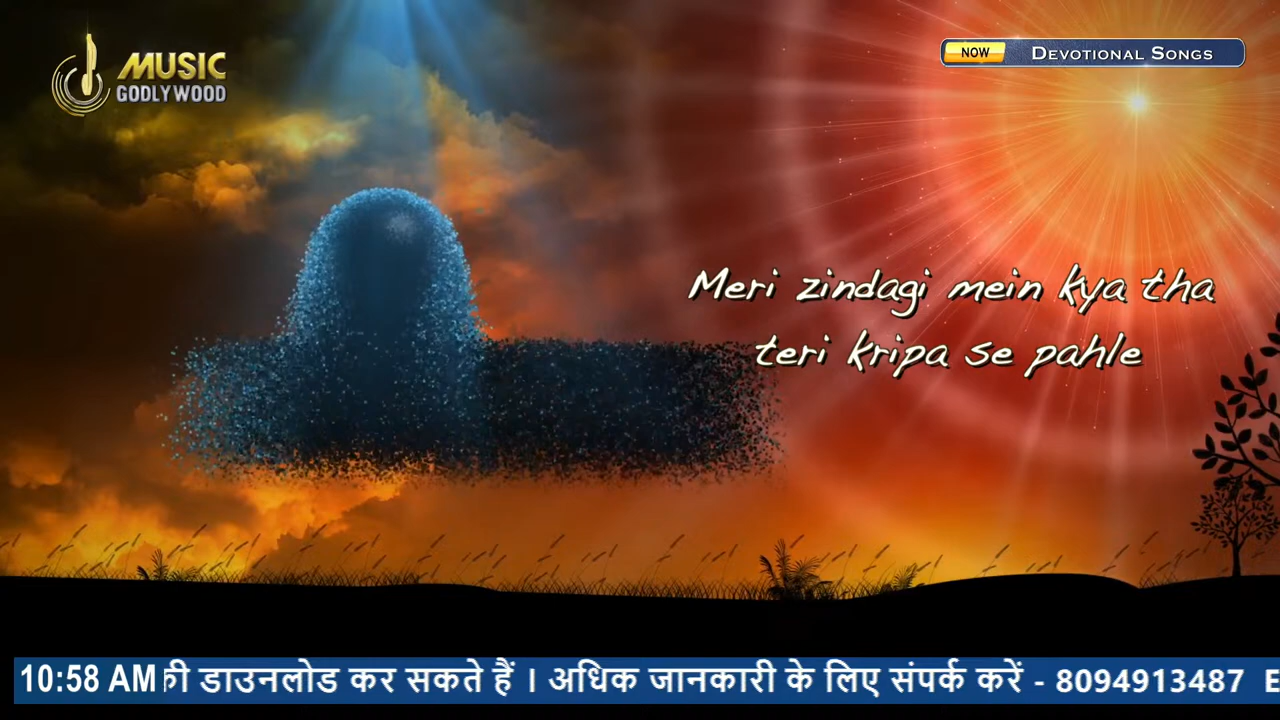 MUSIC
GODLYWOOD
NOW DEVOTIONAL SONGS
Meri zindagi mein kya tha
teri kripa se pahle
10:58 AM डाउनलोड कर सकते हैं । अधिक जानकारी के लिए संपर्क करें - 8094913487 E